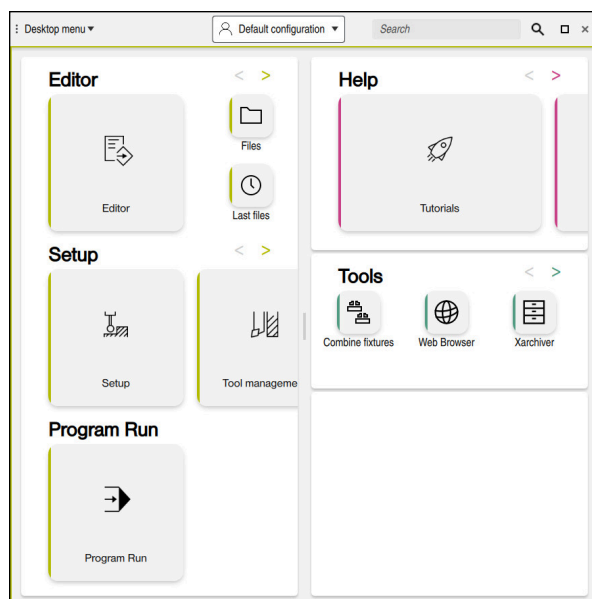 Desktop menu
Default configuration
Search
Editor
Editor
Files
Last files
Setup
Setup
Tool manageme
Program Run
Program Run
Help
Tutorials
Tools
Combine fixtures
Web Browser
Xarchiver